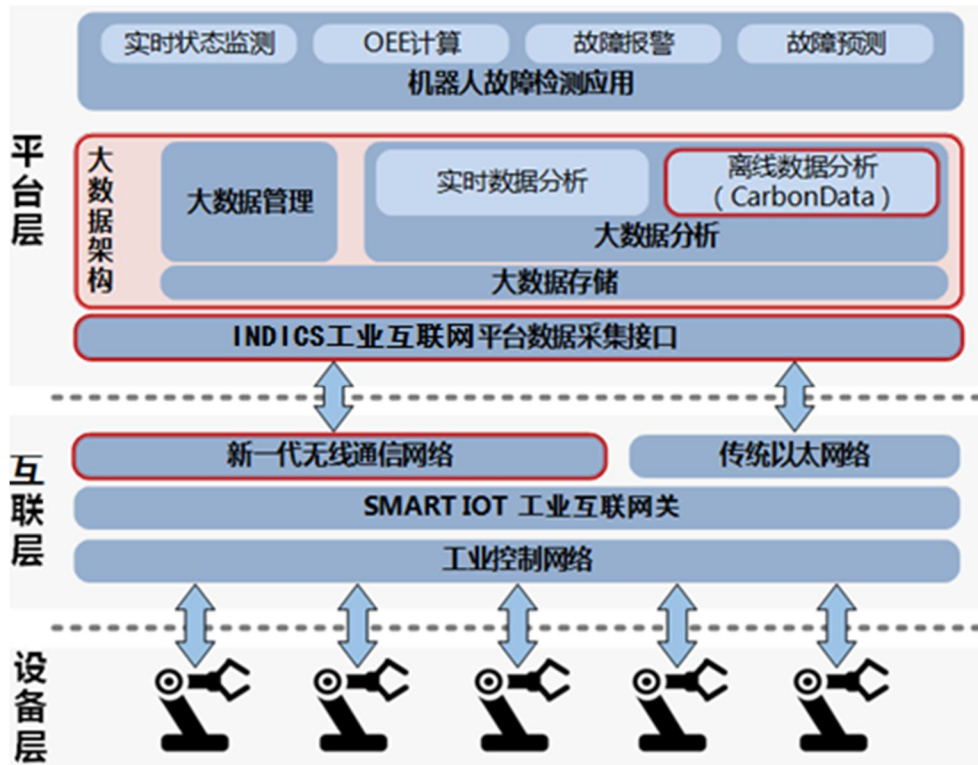 实时状态监测
OEE计算
故障报警
故障预测
机器人故障检测应用
平台层
大数据架构
大数据管理
实时数据分析
离线数据分析
（CarbonData）
大数据分析
大数据存储
INDICS工业互联网平台数据采集接口
互联层
新一代无线通信网络
传统以太网络
SMART IOT 工业互联网关
工业控制网络
设备层